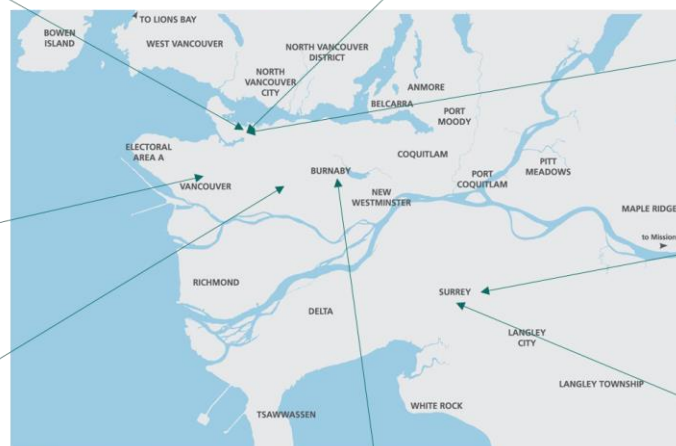 TO LIONS BAY
BOWEN
ISLAND
WEST VANCOUVER
NORTH VANCOUVER
DISTRICT
NORTH
VANCOUVER
CITY
ANMORE
BELCARRA
PORT
MOODY
ELECTORAL
AREA A
COQUITLAM
BURNABY
PITT
MEADOWS
PORT
COQUITLAM
VANCOUVER
NEW
WESTMINSTER
MAPLE RIDGE
to Mission
RICHMOND
SURREY
DELTA
LANGLEY
CITY
LANGLEY TOWNSHIP
WHITE ROCK
TSAWWASSEN